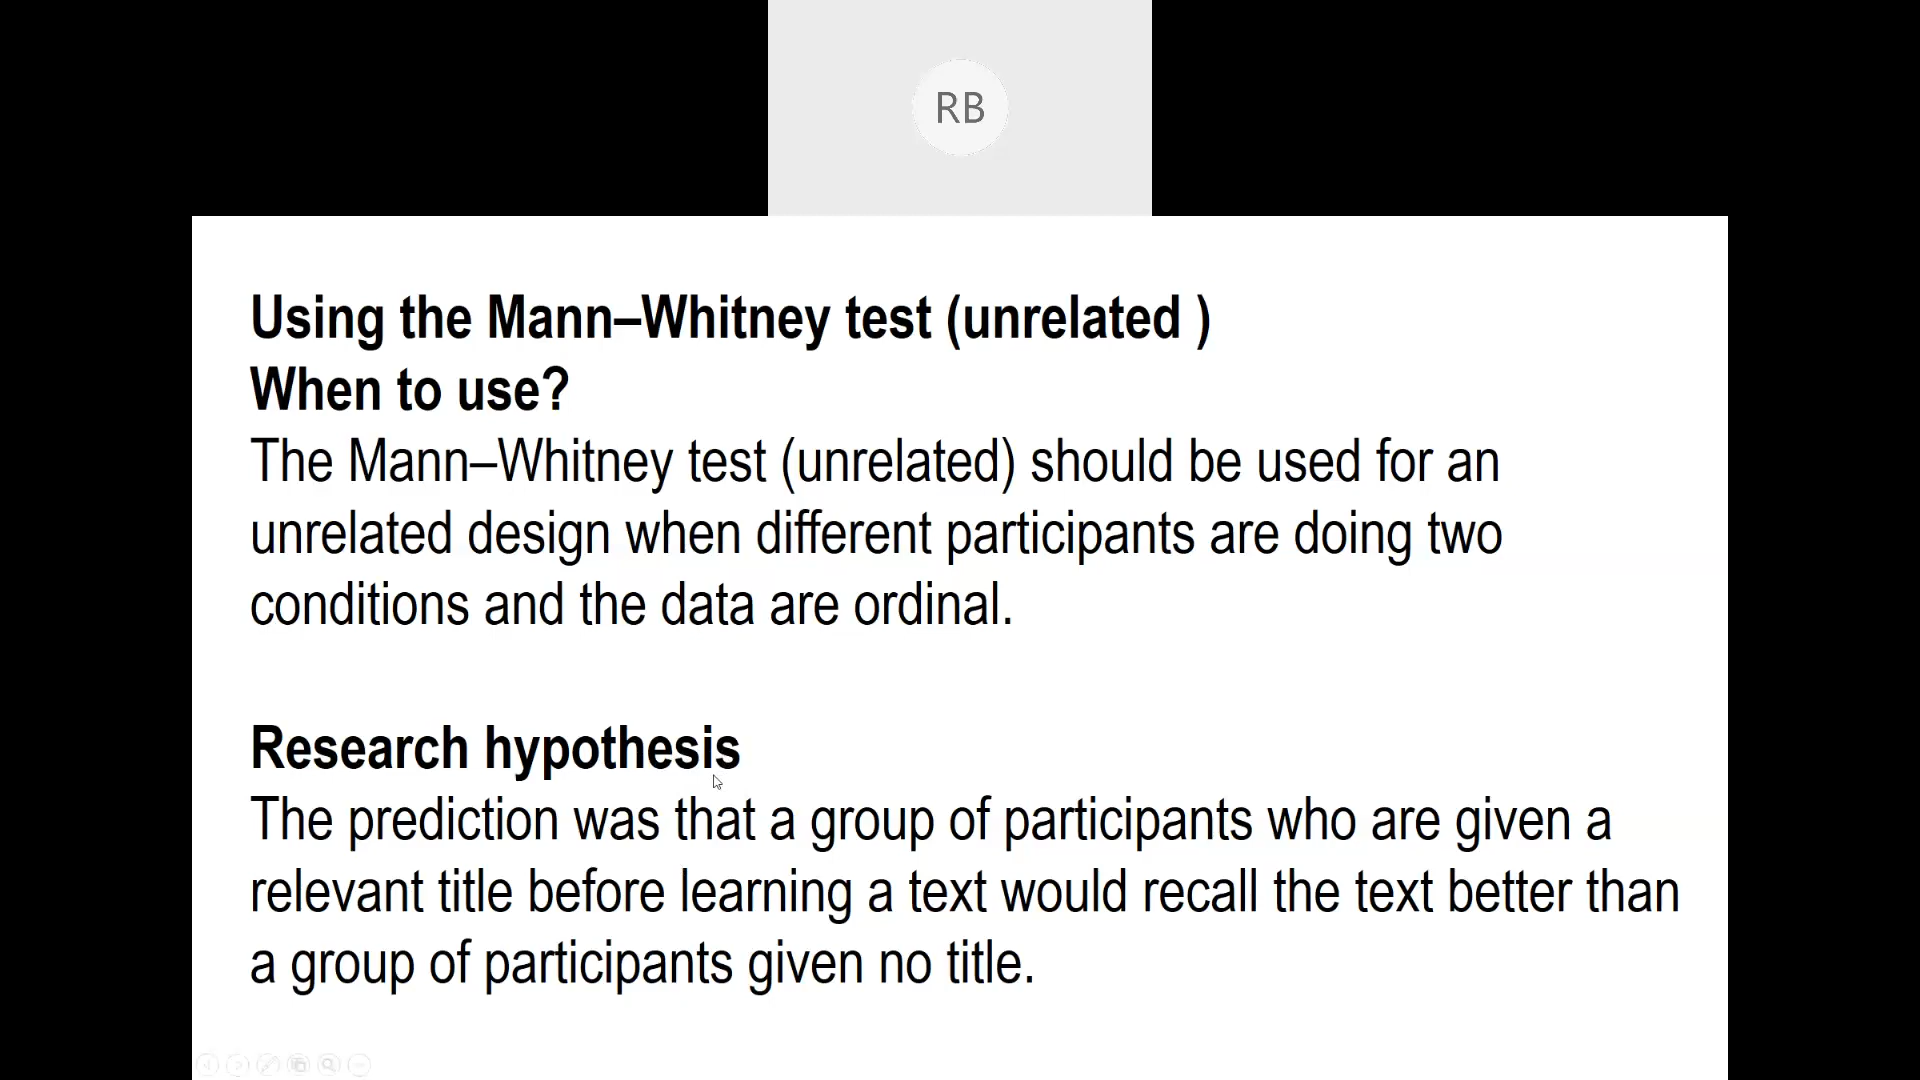 RB
Using the Mann–Whitney test (unrelated )
When to use?
The Mann–Whitney test (unrelated) should be used for an
unrelated design when different participants are doing two
conditions and the data are ordinal.
Research hypothesis
The prediction was that a group of participants who are given a
relevant title before learning a text would recall the text better than
a group of participants given no title.